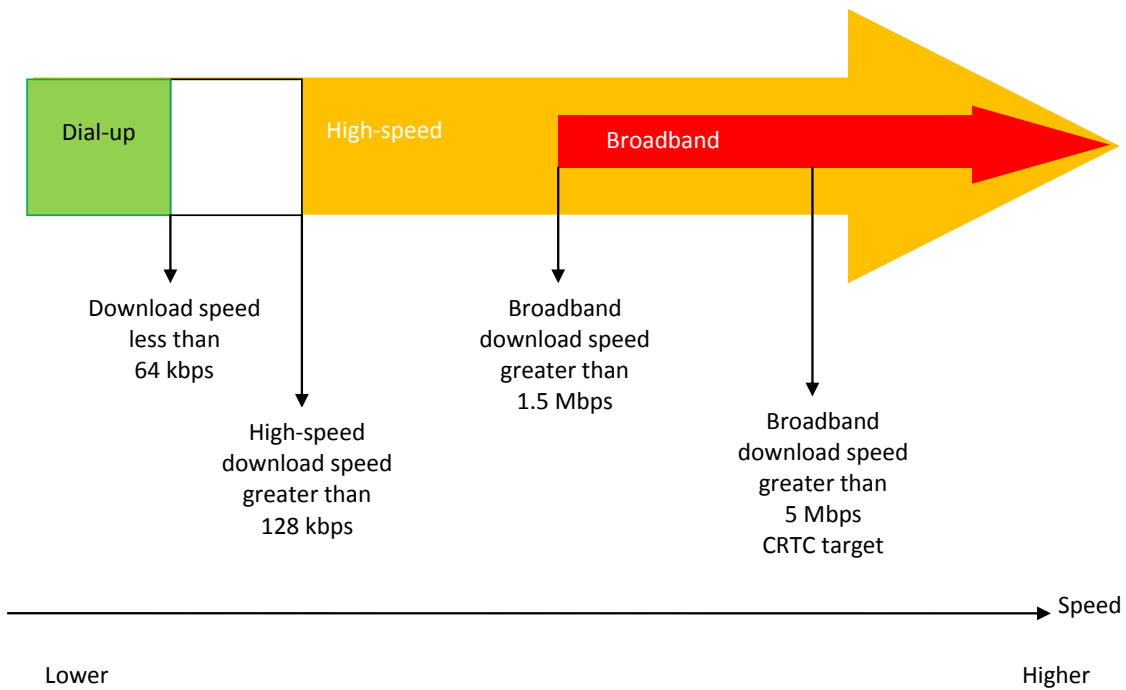 Dial-up
High-speed
Broadband
Download speed
less than
64 kbps
High-speed
download speed
greater than
128 kbps
Broadband
download speed
greater than
1.5 Mbps
Broadband
download speed
greater than
5 Mbps
CRTC target
Speed
Lower
Higher